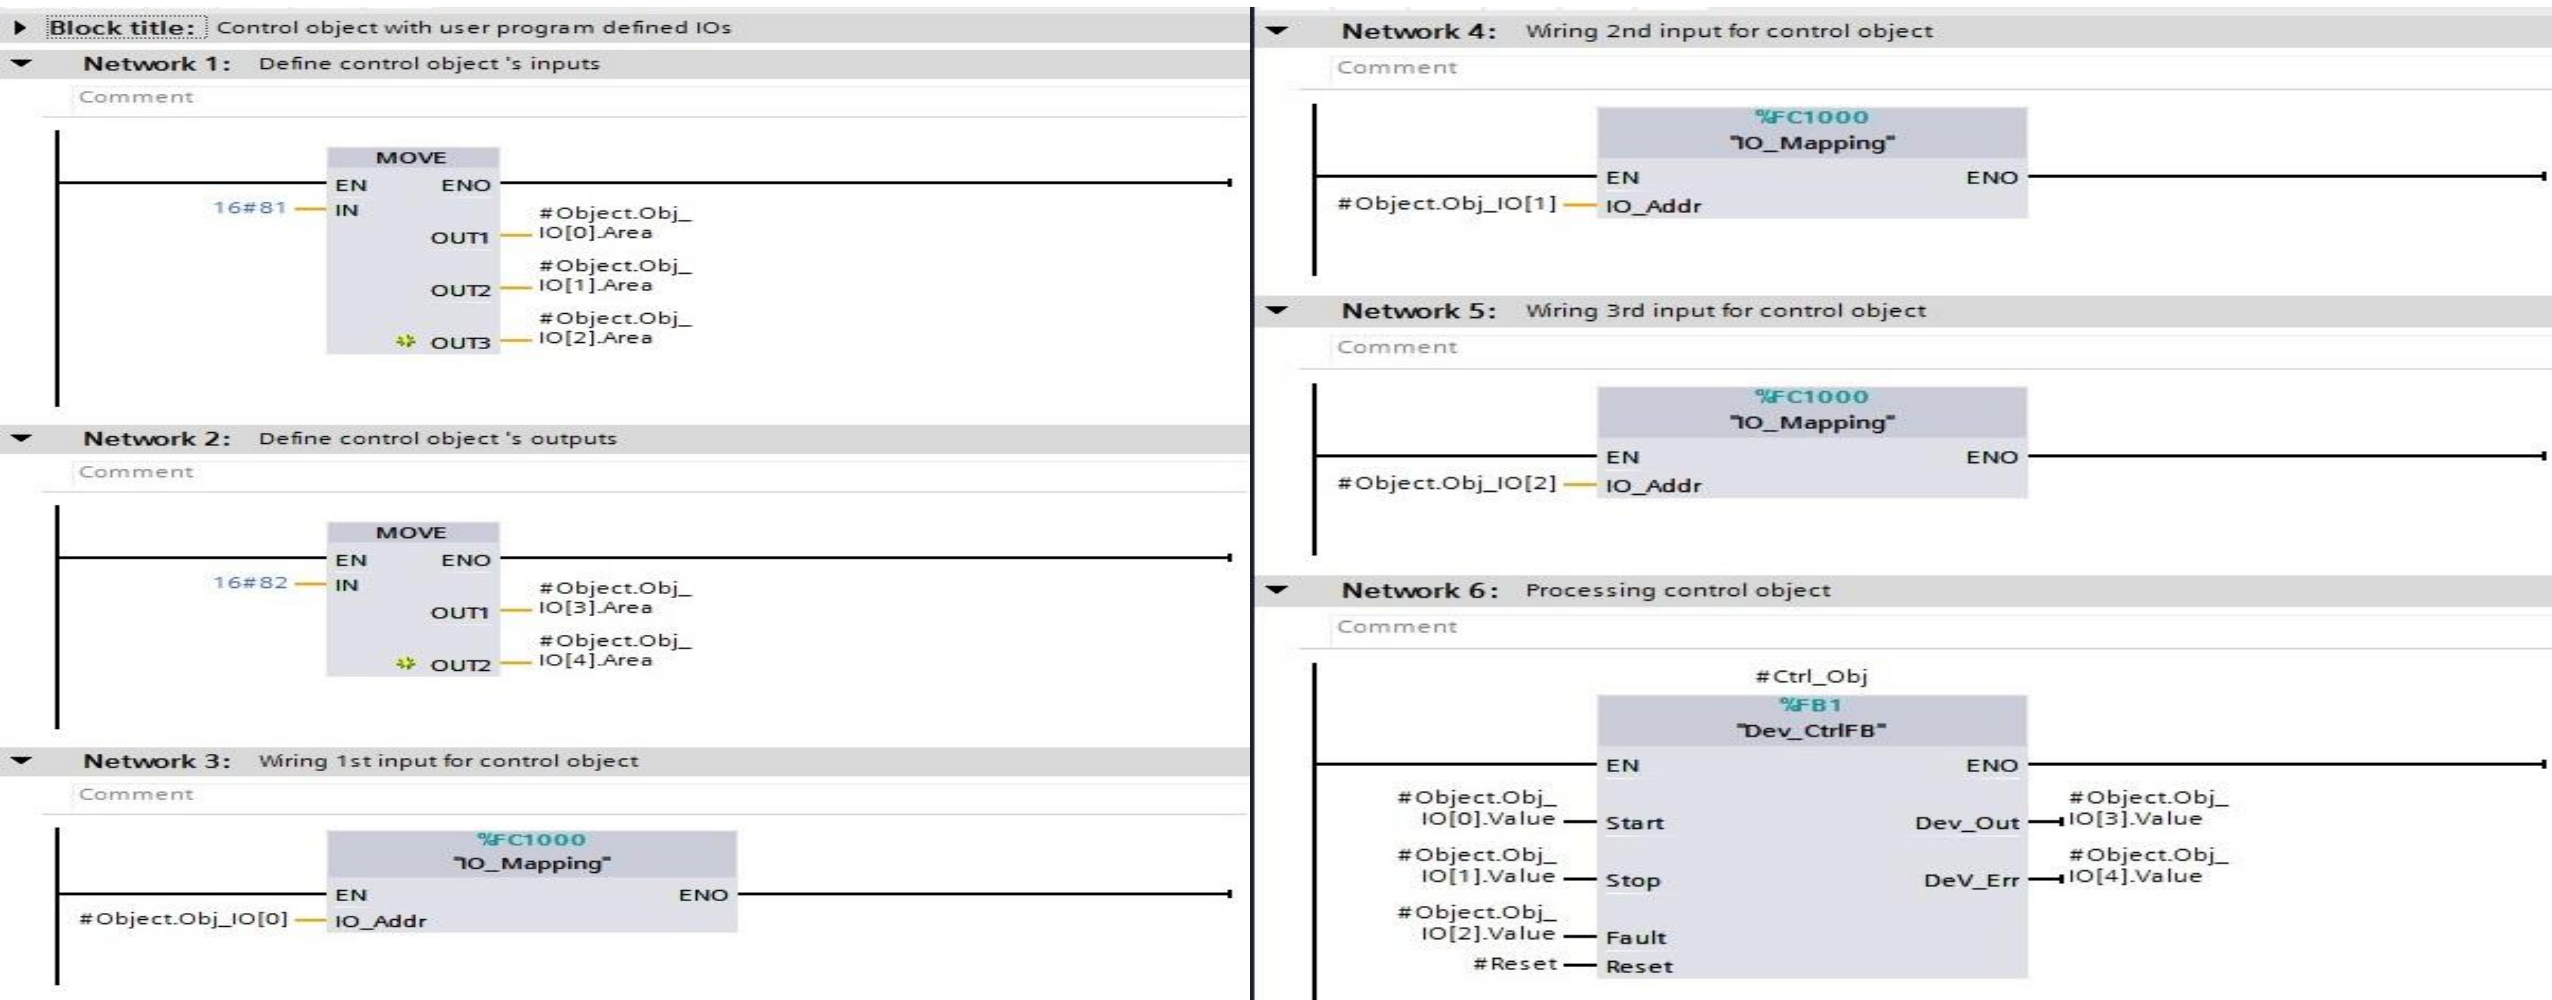 Block title: Control object with user program defined IOs
Network 1: Define control object 's inputs
Comment
MOVE
EN ENO
16#81 IN
#Object.Obj_
OUT1 IO[0].Area
#Object.Obj_
OUT2 IO[1].Area
#Object.Obj_
OUT3 IO[2].Area
Network 2: Define control object 's outputs
Comment
MOVE
EN ENO
16#82 IN
#Object.Obj_
OUT1 IO[3].Area
#Object.Obj_
OUT2 IO[4].Area
Network 3: Wiring 1st input for control object
Comment
%FC1000
"IO_Mapping"
EN ENO
#Object.Obj_IO[0] IO_Addr
Network 4: Wiring 2nd input for control object
Comment
%FC1000
"IO_Mapping"
EN ENO
#Object.Obj_IO[1] IO_Addr
Network 5: Wiring 3rd input for control object
Comment
%FC1000
"IO_Mapping"
EN ENO
#Object.Obj_IO[2] IO_Addr
Network 6: Processing control object
Comment
#Ctrl_Obj
%FB1
"Dev_CtrlFB"
EN ENO
#Object.Obj_ #Object.Obj_
IO[0].Value Start Dev_Out IO[3].Value
#Object.Obj_ #Object.Obj_
IO[1].Value Stop DeV_Err IO[4].Value
#Object.Obj_
IO[2].Value Fault
#Reset Reset